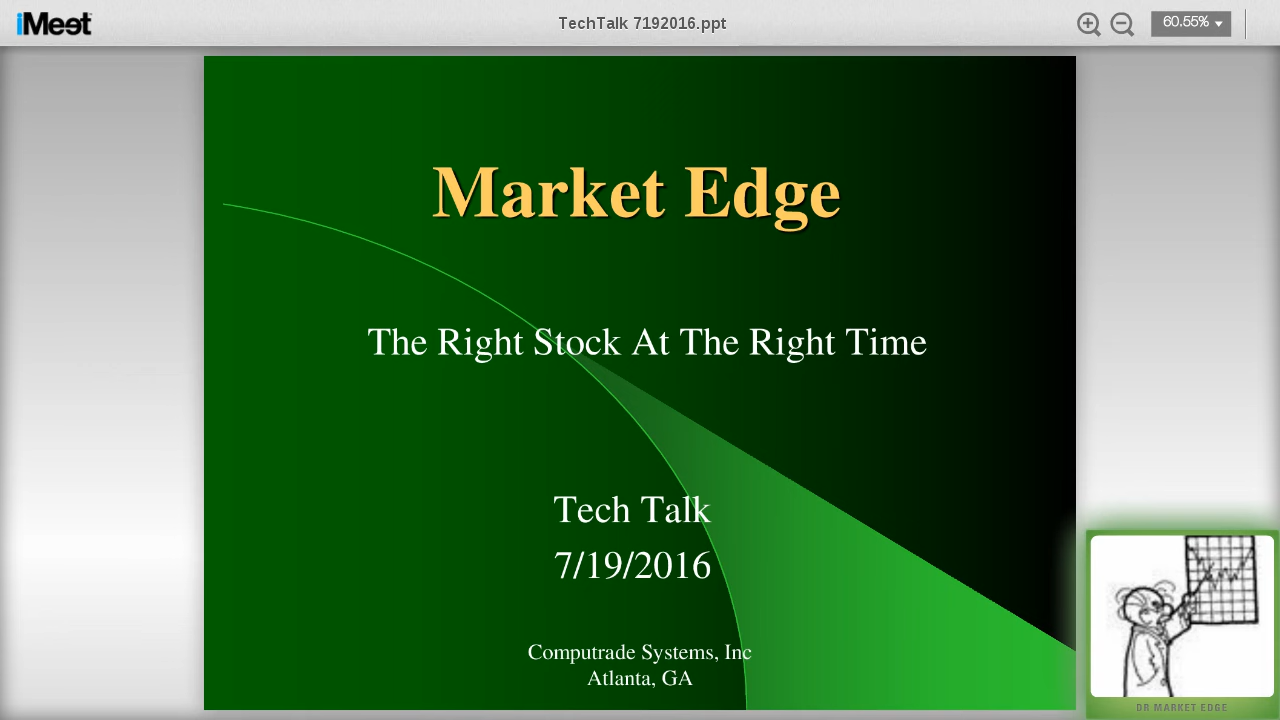 iMeet
TechTalk 7192016.ppt
60.55%
Market Edge
The Right Stock At The Right Time
Tech Talk
7/19/2016
Computrade Systems, Inc
Atlanta, GA
DR MARKET EDGE